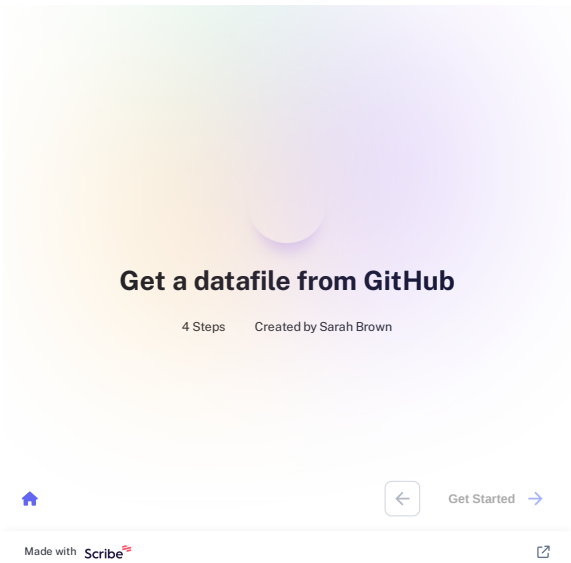 Get a datafile from GitHub
4 Steps Created by Sarah Brown
Get Started
Made with Scribe